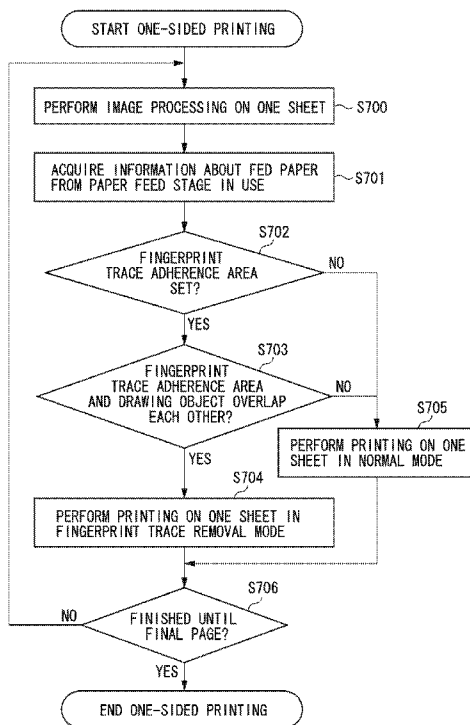 START ONE-SIDED PRINTING
PERFORM IMAGE PROCESSING ON ONE SHEET
S700
ACQUIRE INFORMATION ABOUT FED PAPER
FROM PAPER FEED STAGE IN USE
S701
S702
FINGERPRINT
TRACE ADHERENCE AREA
SET?
NO
YES
S703
FINGERPRINT
TRACE ADHERENCE AREA
AND DRAWING OBJECT OVERLAP
EACH OTHER?
NO
YES
S705
PERFORM PRINTING ON ONE
SHEET IN NORMAL MODE
S704
PERFORM PRINTING ON ONE SHEET IN
FINGERPRINT TRACE REMOVAL MODE
S706
FINISHED UNTIL
FINAL PAGE?
NO
YES
END ONE-SIDED PRINTING